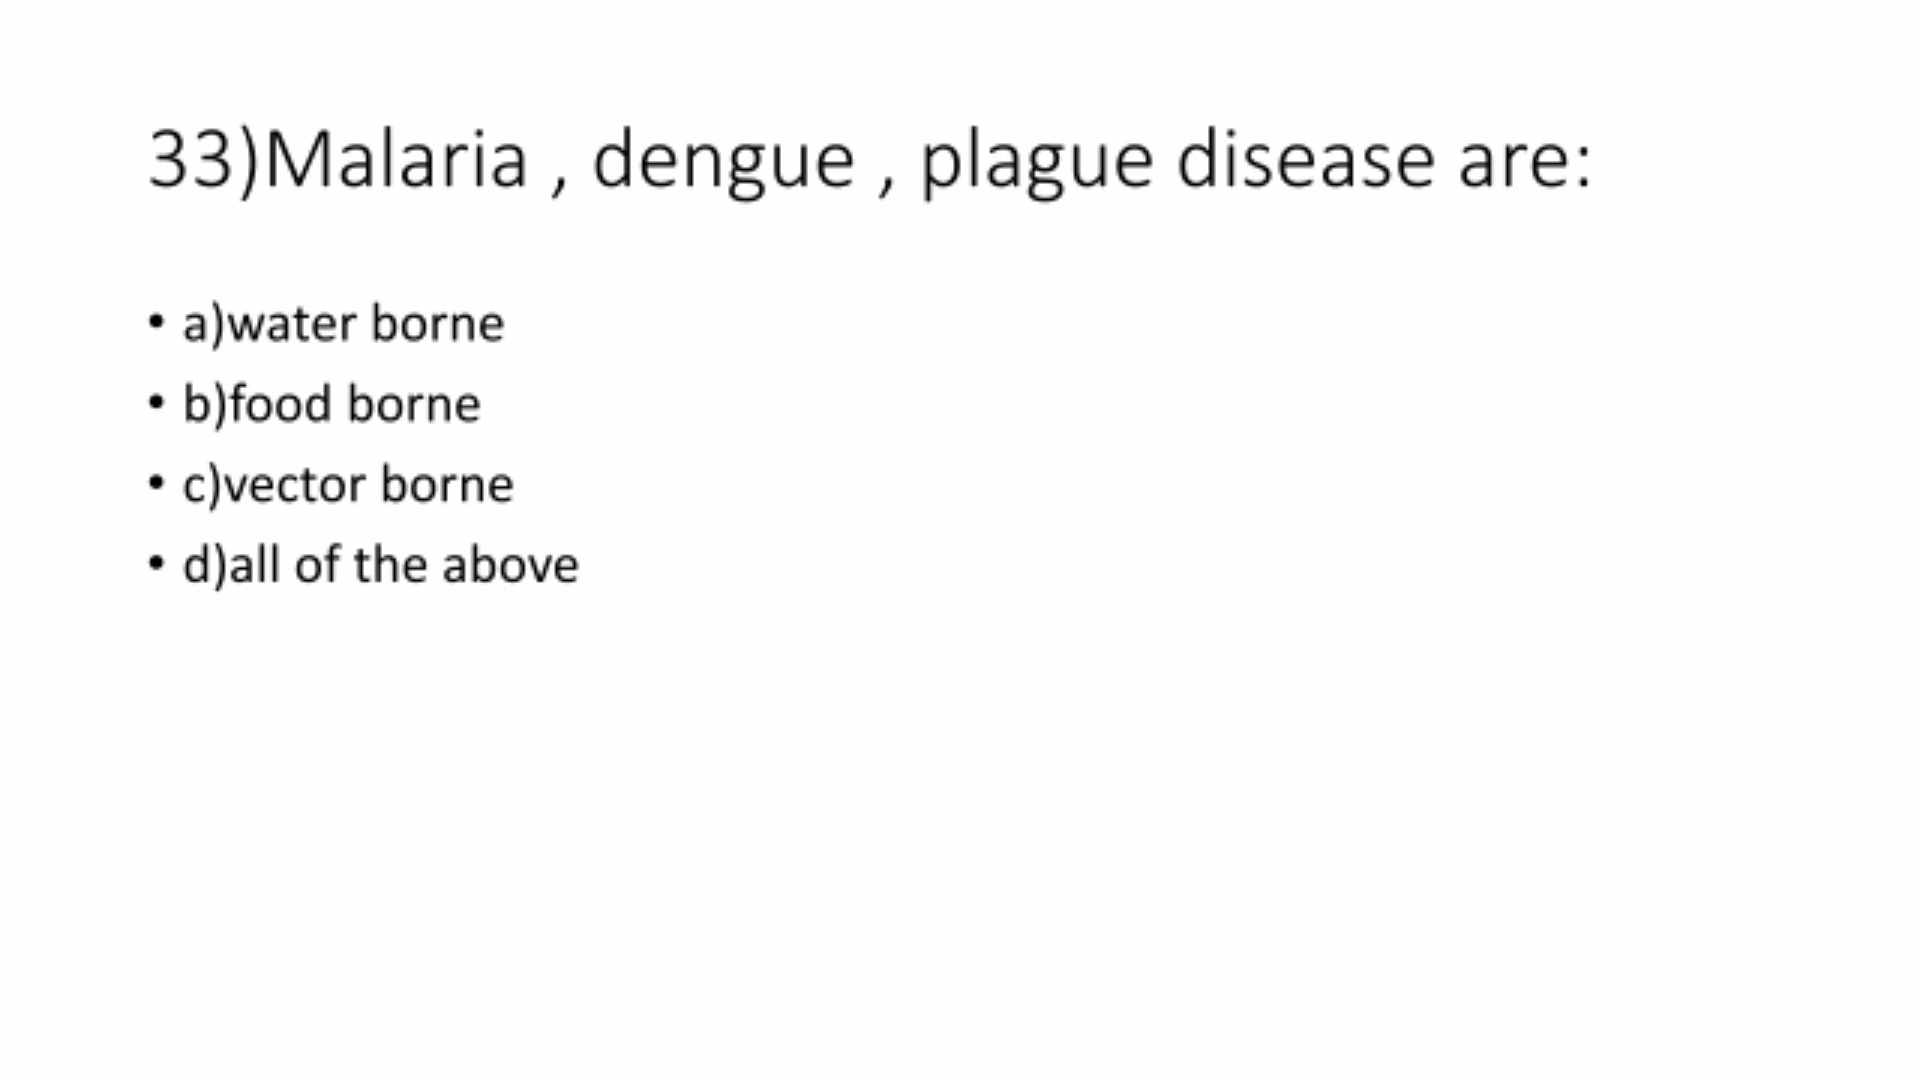 33)Malaria , dengue , plague disease are:
• a)water borne
• b)food borne
• c)vector borne
• d)all of the above